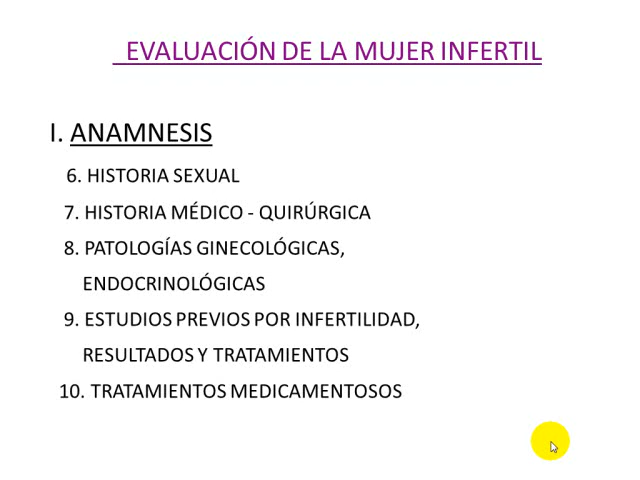 EVALUACIÓN DE LA MUJER INFERTIL
I. ANAMNESIS
6. HISTORIA SEXUAL
7. HISTORIA MÉDICO - QUIRÚRGICA
8. PATOLOGÍAS GINECOLÓGICAS,
ENDOCRINOLÓGICAS
9. ESTUDIOS PREVIOS POR INFERTILIDAD,
RESULTADOS Y TRATAMIENTOS
10. TRATAMIENTOS MEDICAMENTOSOS